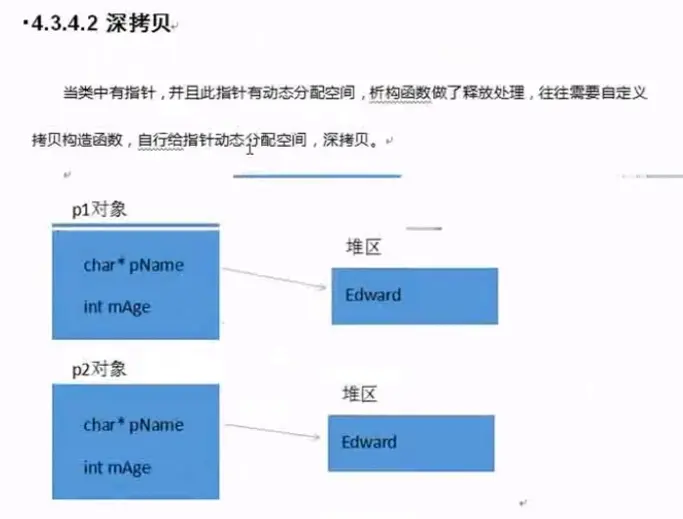 ·4.3.4.2 深拷贝
当类中有指针，并且此指针有动态分配空间，析构函数做了释放处理，往往需要自定义
拷贝构造函数，自行给指针动态分配空间，深拷贝。
p1对象
char* pName
int mAge
堆区
Edward
p2对象
char* pName
int mAge
堆区
Edward